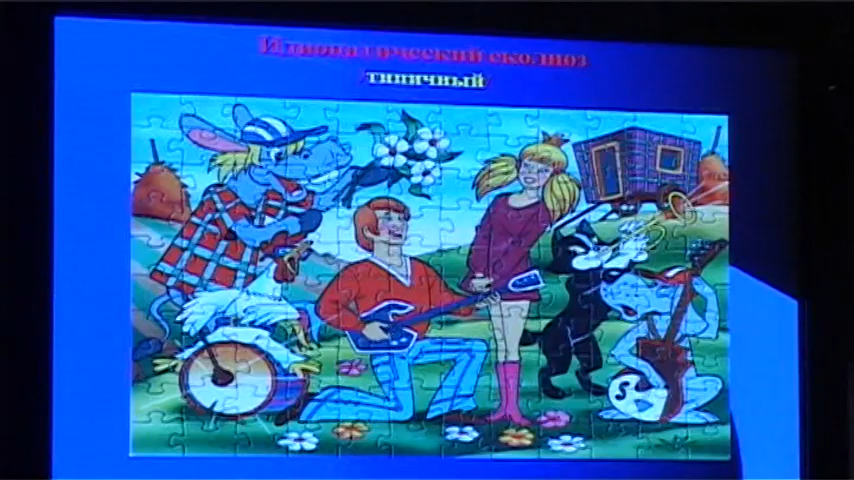 Идиопатический сколиоз
/типичный/